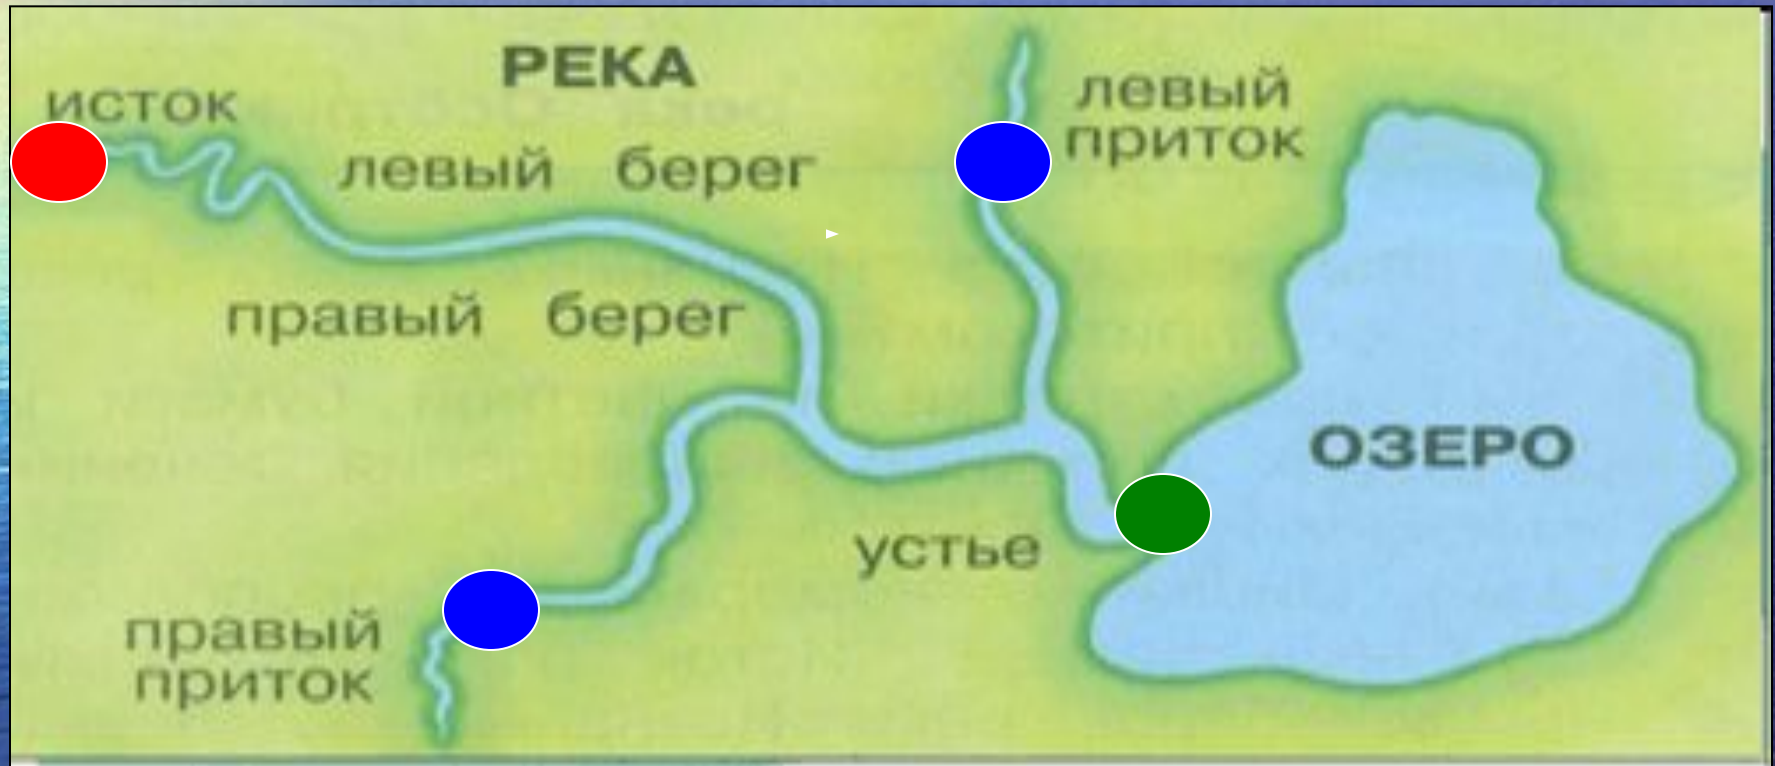 РЕКА
исток
левый берег
левый
приток
правый берег
ОЗЕРО
устье
правый
приток